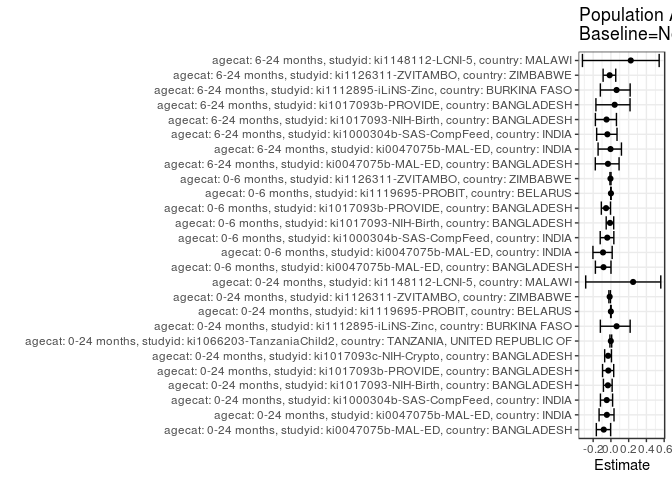 Population A
Baseline=N
agecat: 6-24 months, studyid: ki1148112-LCNI-5, country: MALAWI
agecat: 6-24 months, studyid: ki1126311-ZVITAMBO, country: ZIMBABWE
agecat: 6-24 months, studyid: ki1112895-iLiNS-Zinc, country: BURKINA FASO
agecat: 6-24 months, studyid: ki1017093b-PROVIDE, country: BANGLADESH
agecat: 6-24 months, studyid: ki1017093-NIH-Birth, country: BANGLADESH
agecat: 6-24 months, studyid: ki1000304b-SAS-CompFeed, country: INDIA
agecat: 6-24 months, studyid: ki0047075b-MAL-ED, country: INDIA
agecat: 6-24 months, studyid: ki0047075b-MAL-ED, country: BANGLADESH
agecat: 0-6 months, studyid: ki1126311-ZVITAMBO, country: ZIMBABWE
agecat: 0-6 months, studyid: ki1119695-PROBIT, country: BELARUS
agecat: 0-6 months, studyid: ki1017093b-PROVIDE, country: BANGLADESH
agecat: 0-6 months, studyid: ki1017093-NIH-Birth, country: BANGLADESH
agecat: 0-6 months, studyid: ki1000304b-SAS-CompFeed, country: INDIA
agecat: 0-6 months, studyid: ki0047075b-MAL-ED, country: INDIA
agecat: 0-6 months, studyid: ki0047075b-MAL-ED, country: BANGLADESH
agecat: 0-24 months, studyid: ki1148112-LCNI-5, country: MALAWI
agecat: 0-24 months, studyid: ki1126311-ZVITAMBO, country: ZIMBABWE
agecat: 0-24 months, studyid: ki1119695-PROBIT, country: BELARUS
agecat: 0-24 months, studyid: ki1112895-iLiNS-Zinc, country: BURKINA FASO
agecat: 0-24 months, studyid: ki1066203-TanzaniaChild2, country: TANZANIA, UNITED REPUBLIC OF
agecat: 0-24 months, studyid: ki1017093c-NIH-Crypto, country: BANGLADESH
agecat: 0-24 months, studyid: ki1017093b-PROVIDE, country: BANGLADESH
agecat: 0-24 months, studyid: ki1017093-NIH-Birth, country: BANGLADESH
agecat: 0-24 months, studyid: ki1000304b-SAS-CompFeed, country: INDIA
agecat: 0-24 months, studyid: ki0047075b-MAL-ED, country: INDIA
agecat: 0-24 months, studyid: ki0047075b-MAL-ED, country: BANGLADESH
-0.2 0.0 0.2 0.4 0.6
Estimate